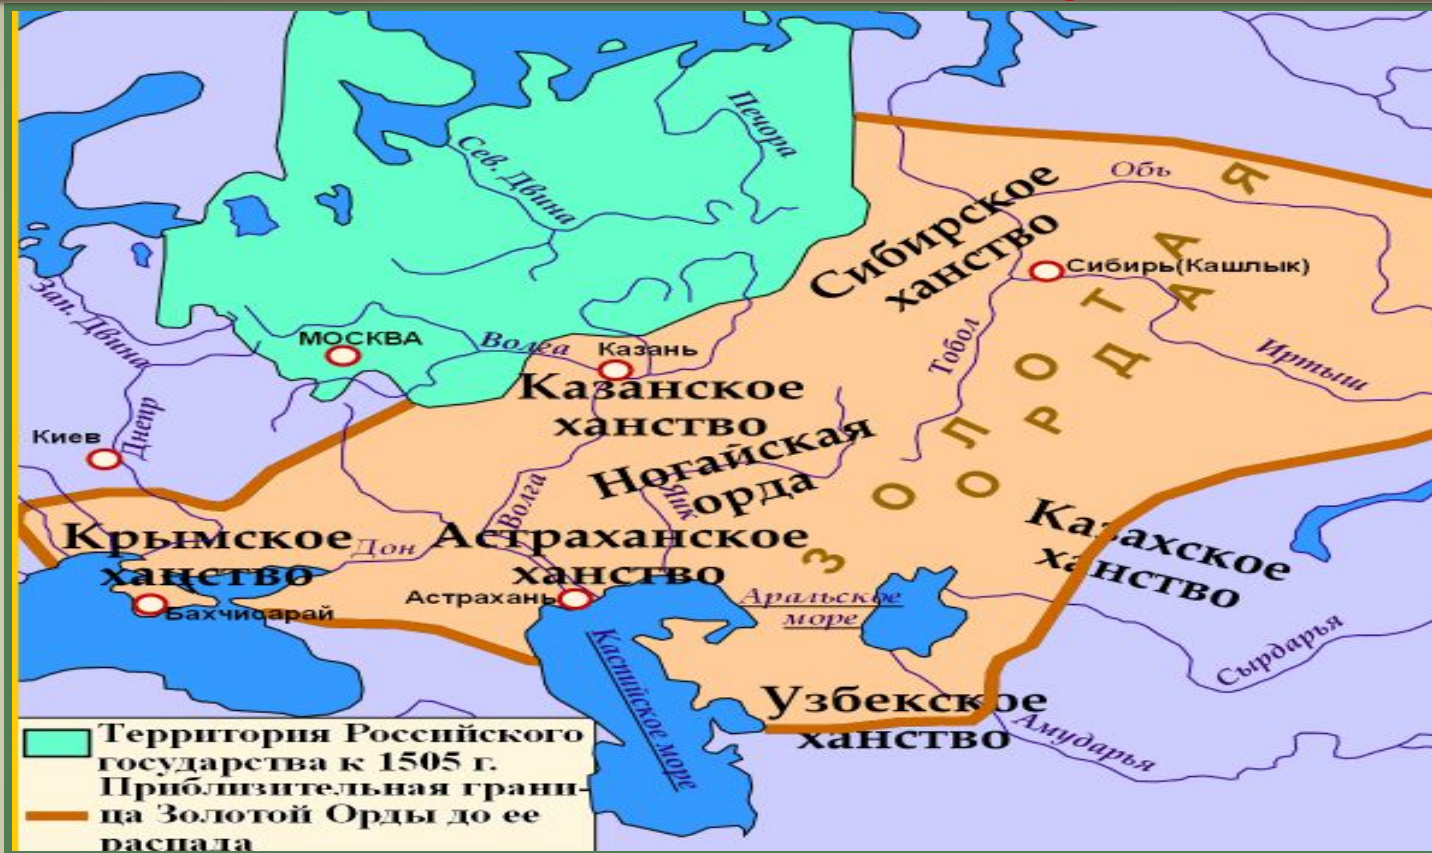 Печора
Сев. Двина
Обь
Сибирское
ханство
Сибирь(Кашлык)
ЗОЛОТАЯ
ОРДА
Зап. Двина
МОСКВА
Волга
Казань
Казанское
ханство
Тобол
Иртыш
Киев
Днепр
Ногайская
орда
Волга
Яик
Крымское
ханство
Дон
Астраханское
ханство
Казахское
ханство
Бахчисарай
Астрахань
Аральское
море
Каспийское море
Сырдарья
Узбекское
ханство
Амударья
Территория Российского
государства к 1505 г.
Приблизительная грани-
ца Золотой Орды до ее
распада